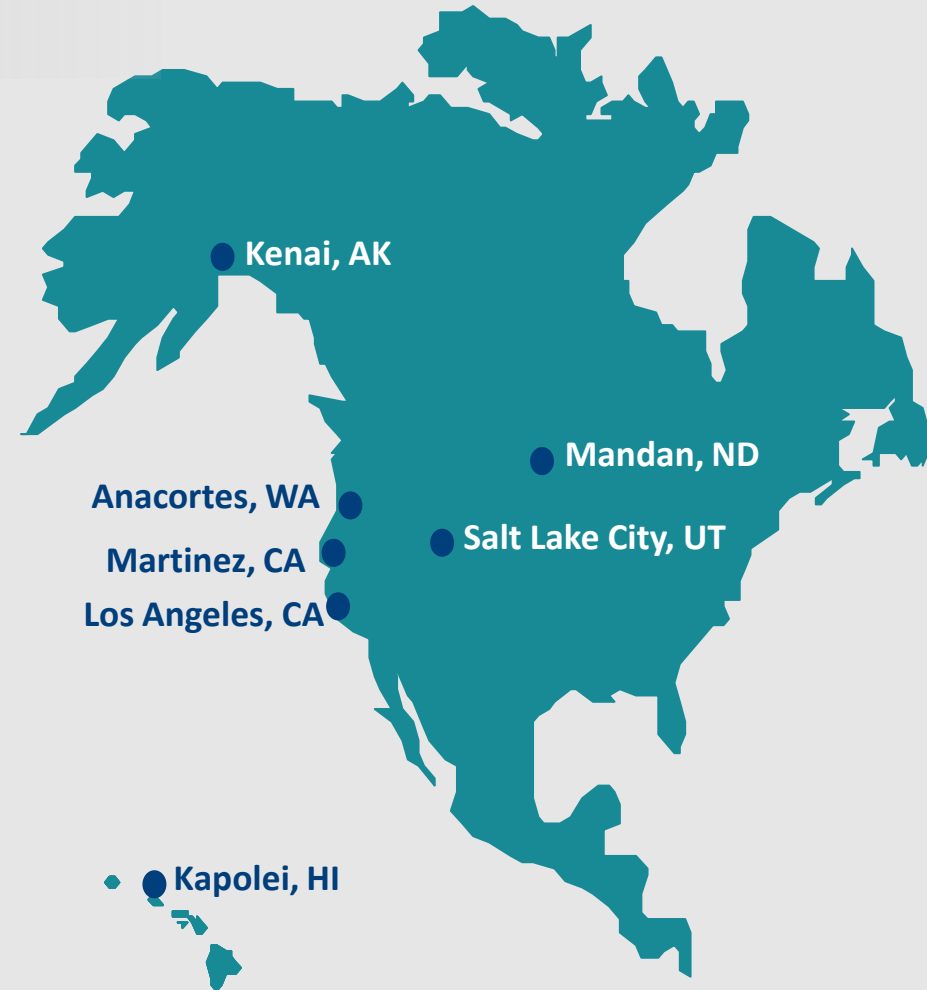 Kenai, AK
Mandan, ND
Anacortes, WA
Salt Lake City, UT
Martinez, CA
Los Angeles, CA
Kapolei, HI